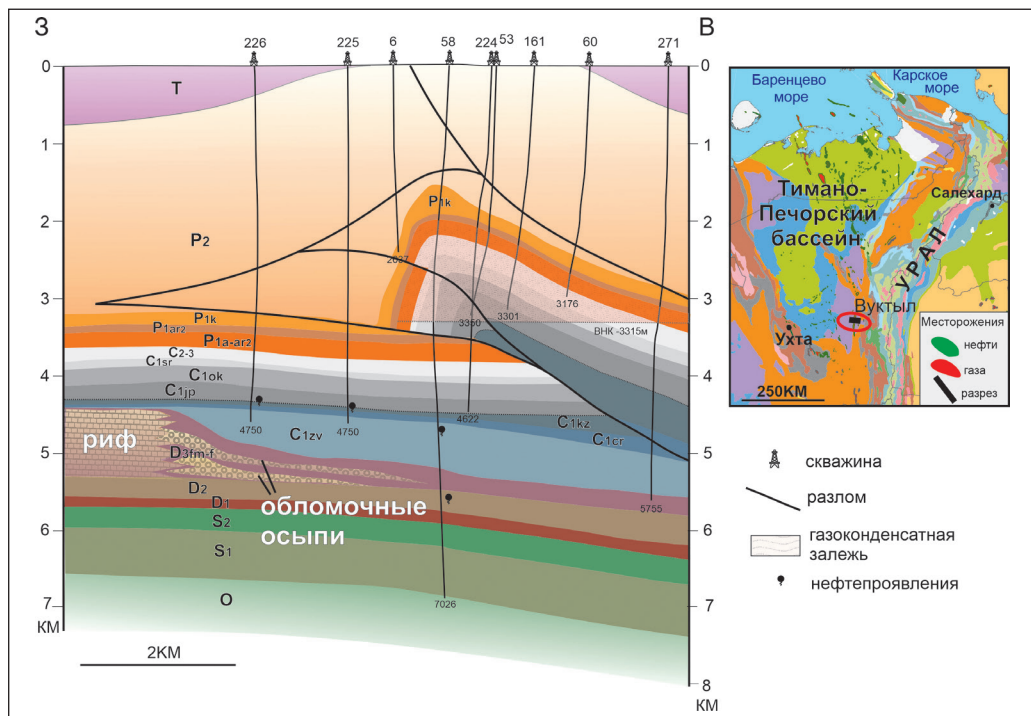 З
В
226
225
6
58
224
53
161
60
271
0
1
2
3
4
5
6
7
КМ
0
1
2
3
4
5
6
7
8
КМ
T
P2
P1k
2037
3176
3301
3350
ВНК -3315м
P1k
P1ar2
P1a-ar2
C2-3
C1sr
C1ok
C1jp
C1kz
C1cr
C1zv
4750
4750
4622
5755
7026
риф
D3fm-f
обломочные
осыпи
D2
D1
S2
S1
O
2КМ
Баренцево
море
Карское
море
Тимано-
Печорский
бассейн
Салехард
УРАЛ
Вуктыл
Ухта
250КМ
Месторожения
нефти
газа
разрез
скважина
разлом
газоконденсатная
залежь
нефтепроявления